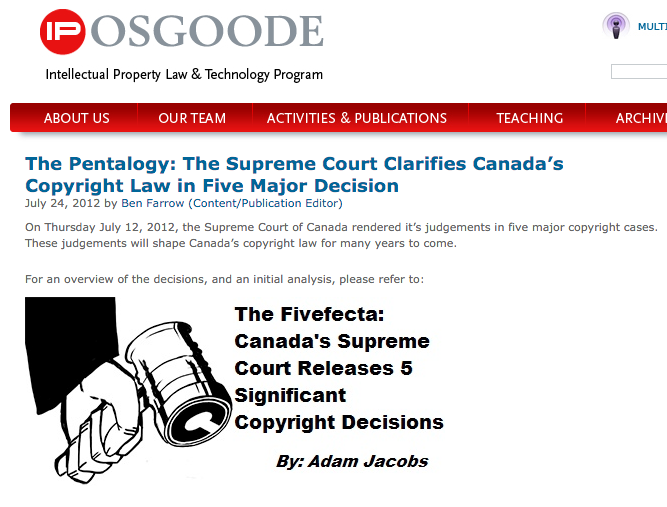 IP OSGOODE
MULTI
Intellectual Property Law & Technology Program
ABOUT US OUR TEAM ACTIVITIES & PUBLICATIONS TEACHING ARCHIVI
The Pentalogy: The Supreme Court Clarifies Canada’s
Copyright Law in Five Major Decision
July 24, 2012 by Ben Farrow (Content/Publication Editor)
On Thursday July 12, 2012, the Supreme Court of Canada rendered it’s judgements in five major copyright cases.
These judgements will shape Canada’s copyright law for many years to come.
For an overview of the decisions, and an initial analysis, please refer to:
The Fivefecta:
Canada's Supreme
Court Releases 5
Significant
Copyright Decisions
By: Adam Jacobs